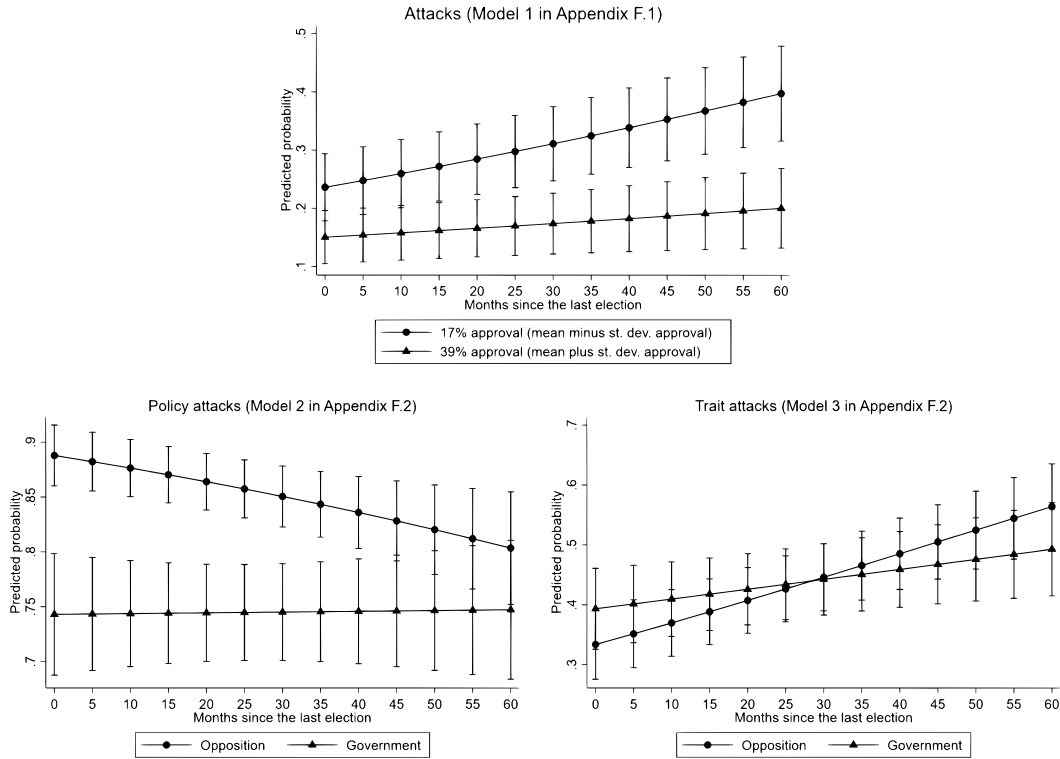 Attacks (Model 1 in Appendix F.1)
Predicted probability
.5
.4
.3
.2
.1
0 5 10 15 20 25 30 35 40 45 50 55 60
Months since the last election
17% approval (mean minus st. dev. approval)
39% approval (mean plus st. dev. approval)
Policy attacks (Model 2 in Appendix F.2)
Predicted probability
.9
.85
.8
.75
.7
0 5 10 15 20 25 30 35 40 45 50 55 60
Months since the last election
Opposition Government
Trait attacks (Model 3 in Appendix F.2)
Predicted probability
.7
.6
.5
.4
.3
0 5 10 15 20 25 30 35 40 45 50 55 60
Months since the last election
Opposition Government